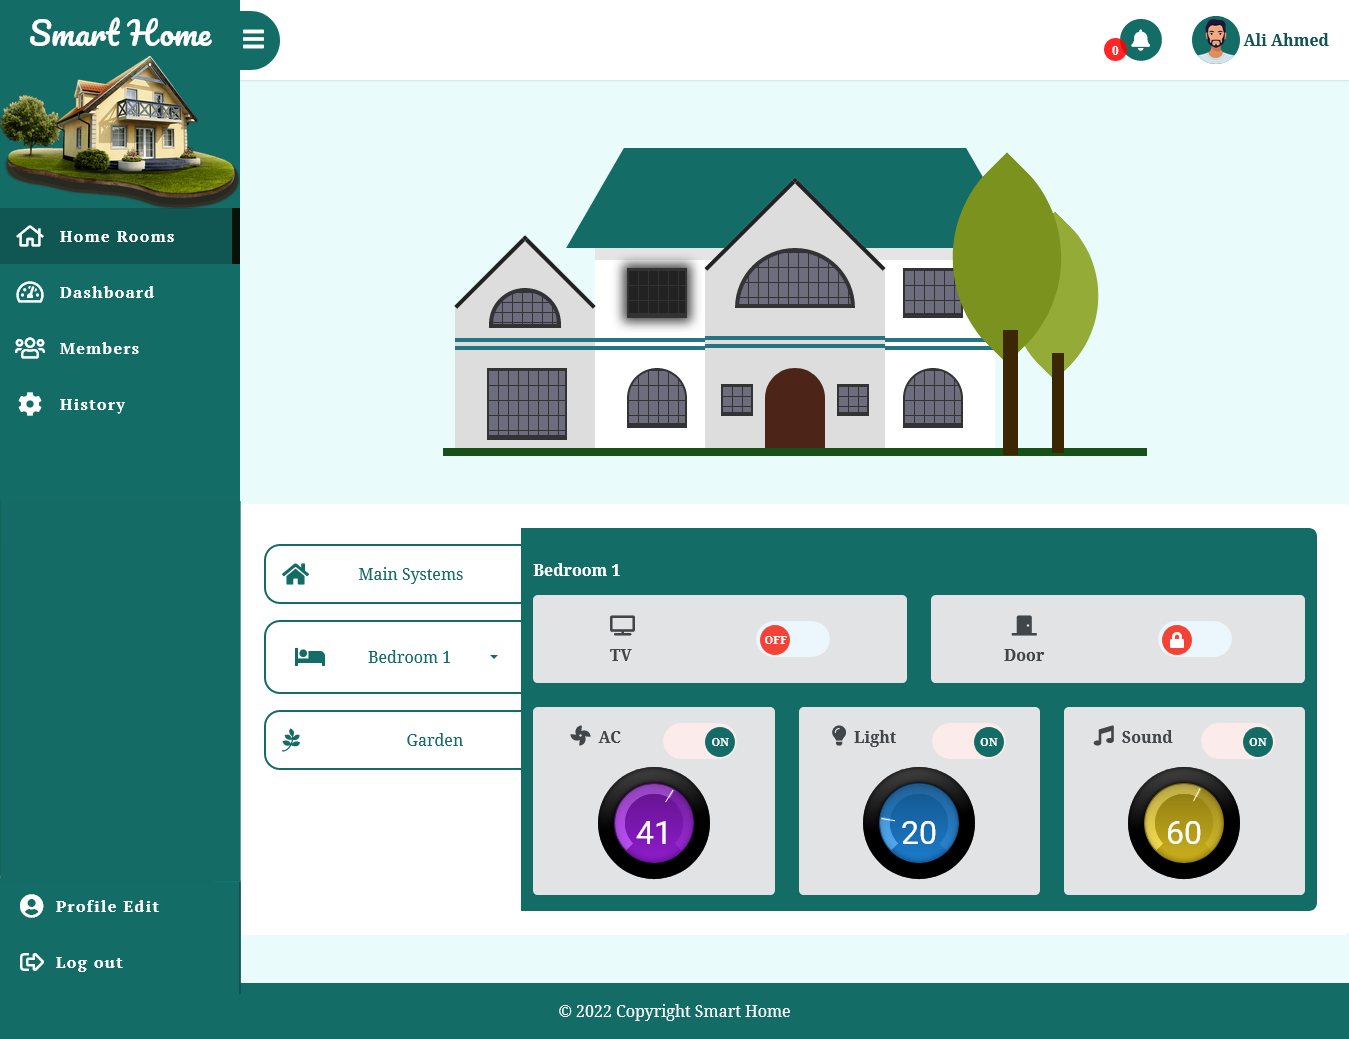 Smart Home
0
Ali Ahmed
Home Rooms
Dashboard
Members
History
Main Systems
Bedroom 1
Garden
Bedroom 1
TV
OFF
Door
AC
ON
41
Light
ON
20
Sound
ON
60
Profile Edit
Log out
© 2022 Copyright Smart Home